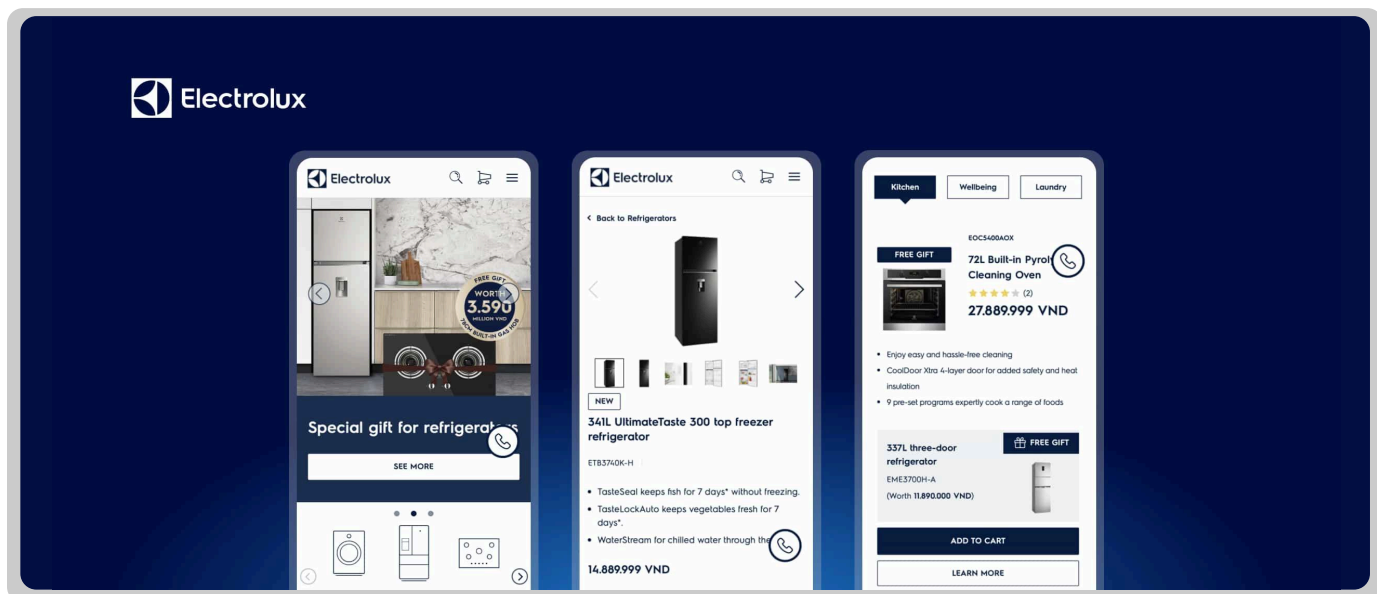 Electrolux
Electrolux
FREE GIFT
WORTH
3.590
MILLION VND
78CM BUILT-IN GAS HOB
Special gift for refrigerat
SEE MORE
Electrolux
Back to Refrigerators
NEW
341L UltimateTaste 300 top freezer
refrigerator
ETB3740K-H
• TasteSeal keeps fish for 7 days* without freezing.
• TasteLockAuto keeps vegetables fresh for 7
days*.
• WaterStream for chilled water through the
14.889.999 VND
Kitchen
Wellbeing
Laundry
FREE GIFT
EOC5400AOX
72L Built-in Pyrol
Cleaning Oven
(2)
27.889.999 VND
• Enjoy easy and hassle-free cleaning
• CoolDoor Xtra 4-layer door for added safety and heat
insulation
• 9 pre-set programs expertly cook a range of foods
FREE GIFT
337L three-door
refrigerator
EME3700H-A
(Worth 11.890.000 VND)
ADD TO CART
LEARN MORE